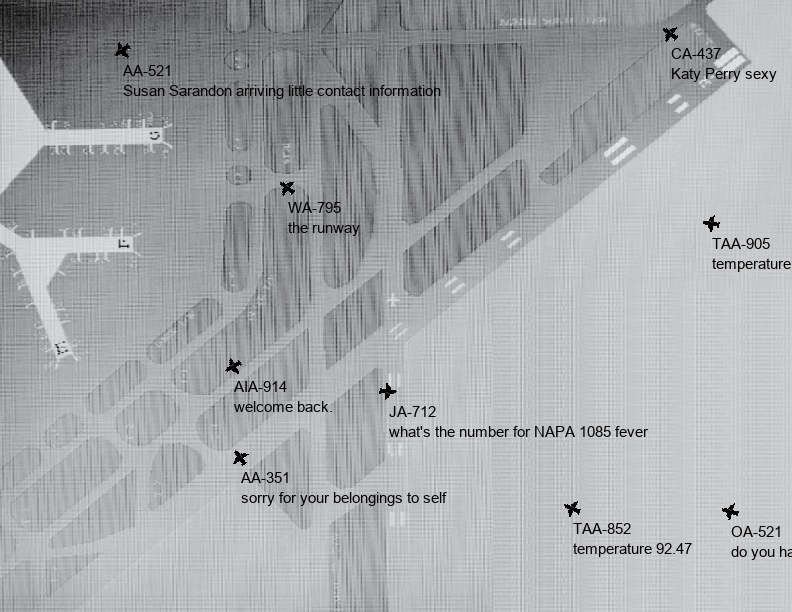 CA-437
Katy Perry sexy
AA-521
Susan Sarandon arriving little contact information
WA-795
the runway
TAA-905
temperature
AIA-914
welcome back.
JA-712
what's the number for NAPA 1085 fever
AA-351
sorry for your belongings to self
TAA-852
temperature 92.47
OA-521
do you ha